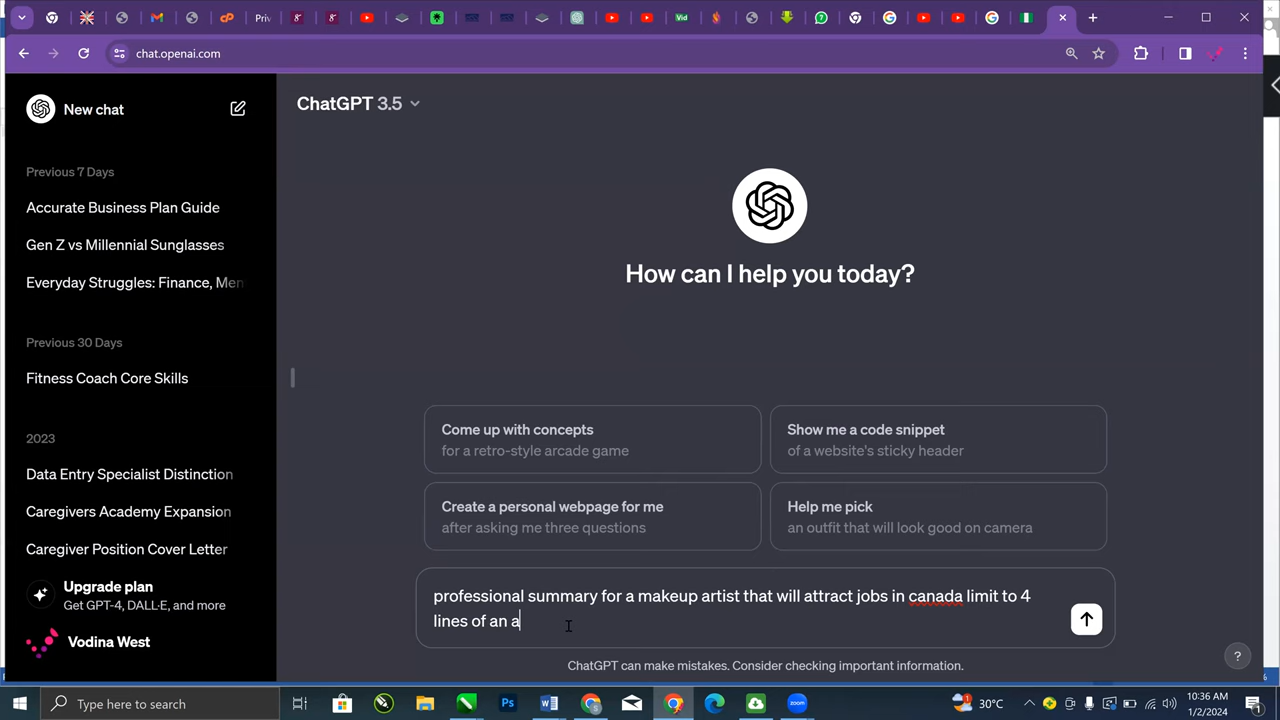 Priv
Vid
chat.openai.com
New chat
ChatGPT 3.5
Previous 7 Days
Accurate Business Plan Guide
Gen Z vs Millennial Sunglasses
Everyday Struggles: Finance, Men
Previous 30 Days
Fitness Coach Core Skills
2023
Data Entry Specialist Distinction
Caregivers Academy Expansion
Caregiver Position Cover Letter
Upgrade plan
Get GPT-4, DALL·E, and more
Vodina West
How can I help you today?
Come up with concepts
for a retro-style arcade game
Show me a code snippet
of a website's sticky header
Create a personal webpage for me
after asking me three questions
Help me pick
an outfit that will look good on camera
professional summary for a makeup artist that will attract jobs in canada limit to 4
lines of an a
ChatGPT can make mistakes. Consider checking important information.
?
Type here to search
30°C
10:36 AM
1/2/2024